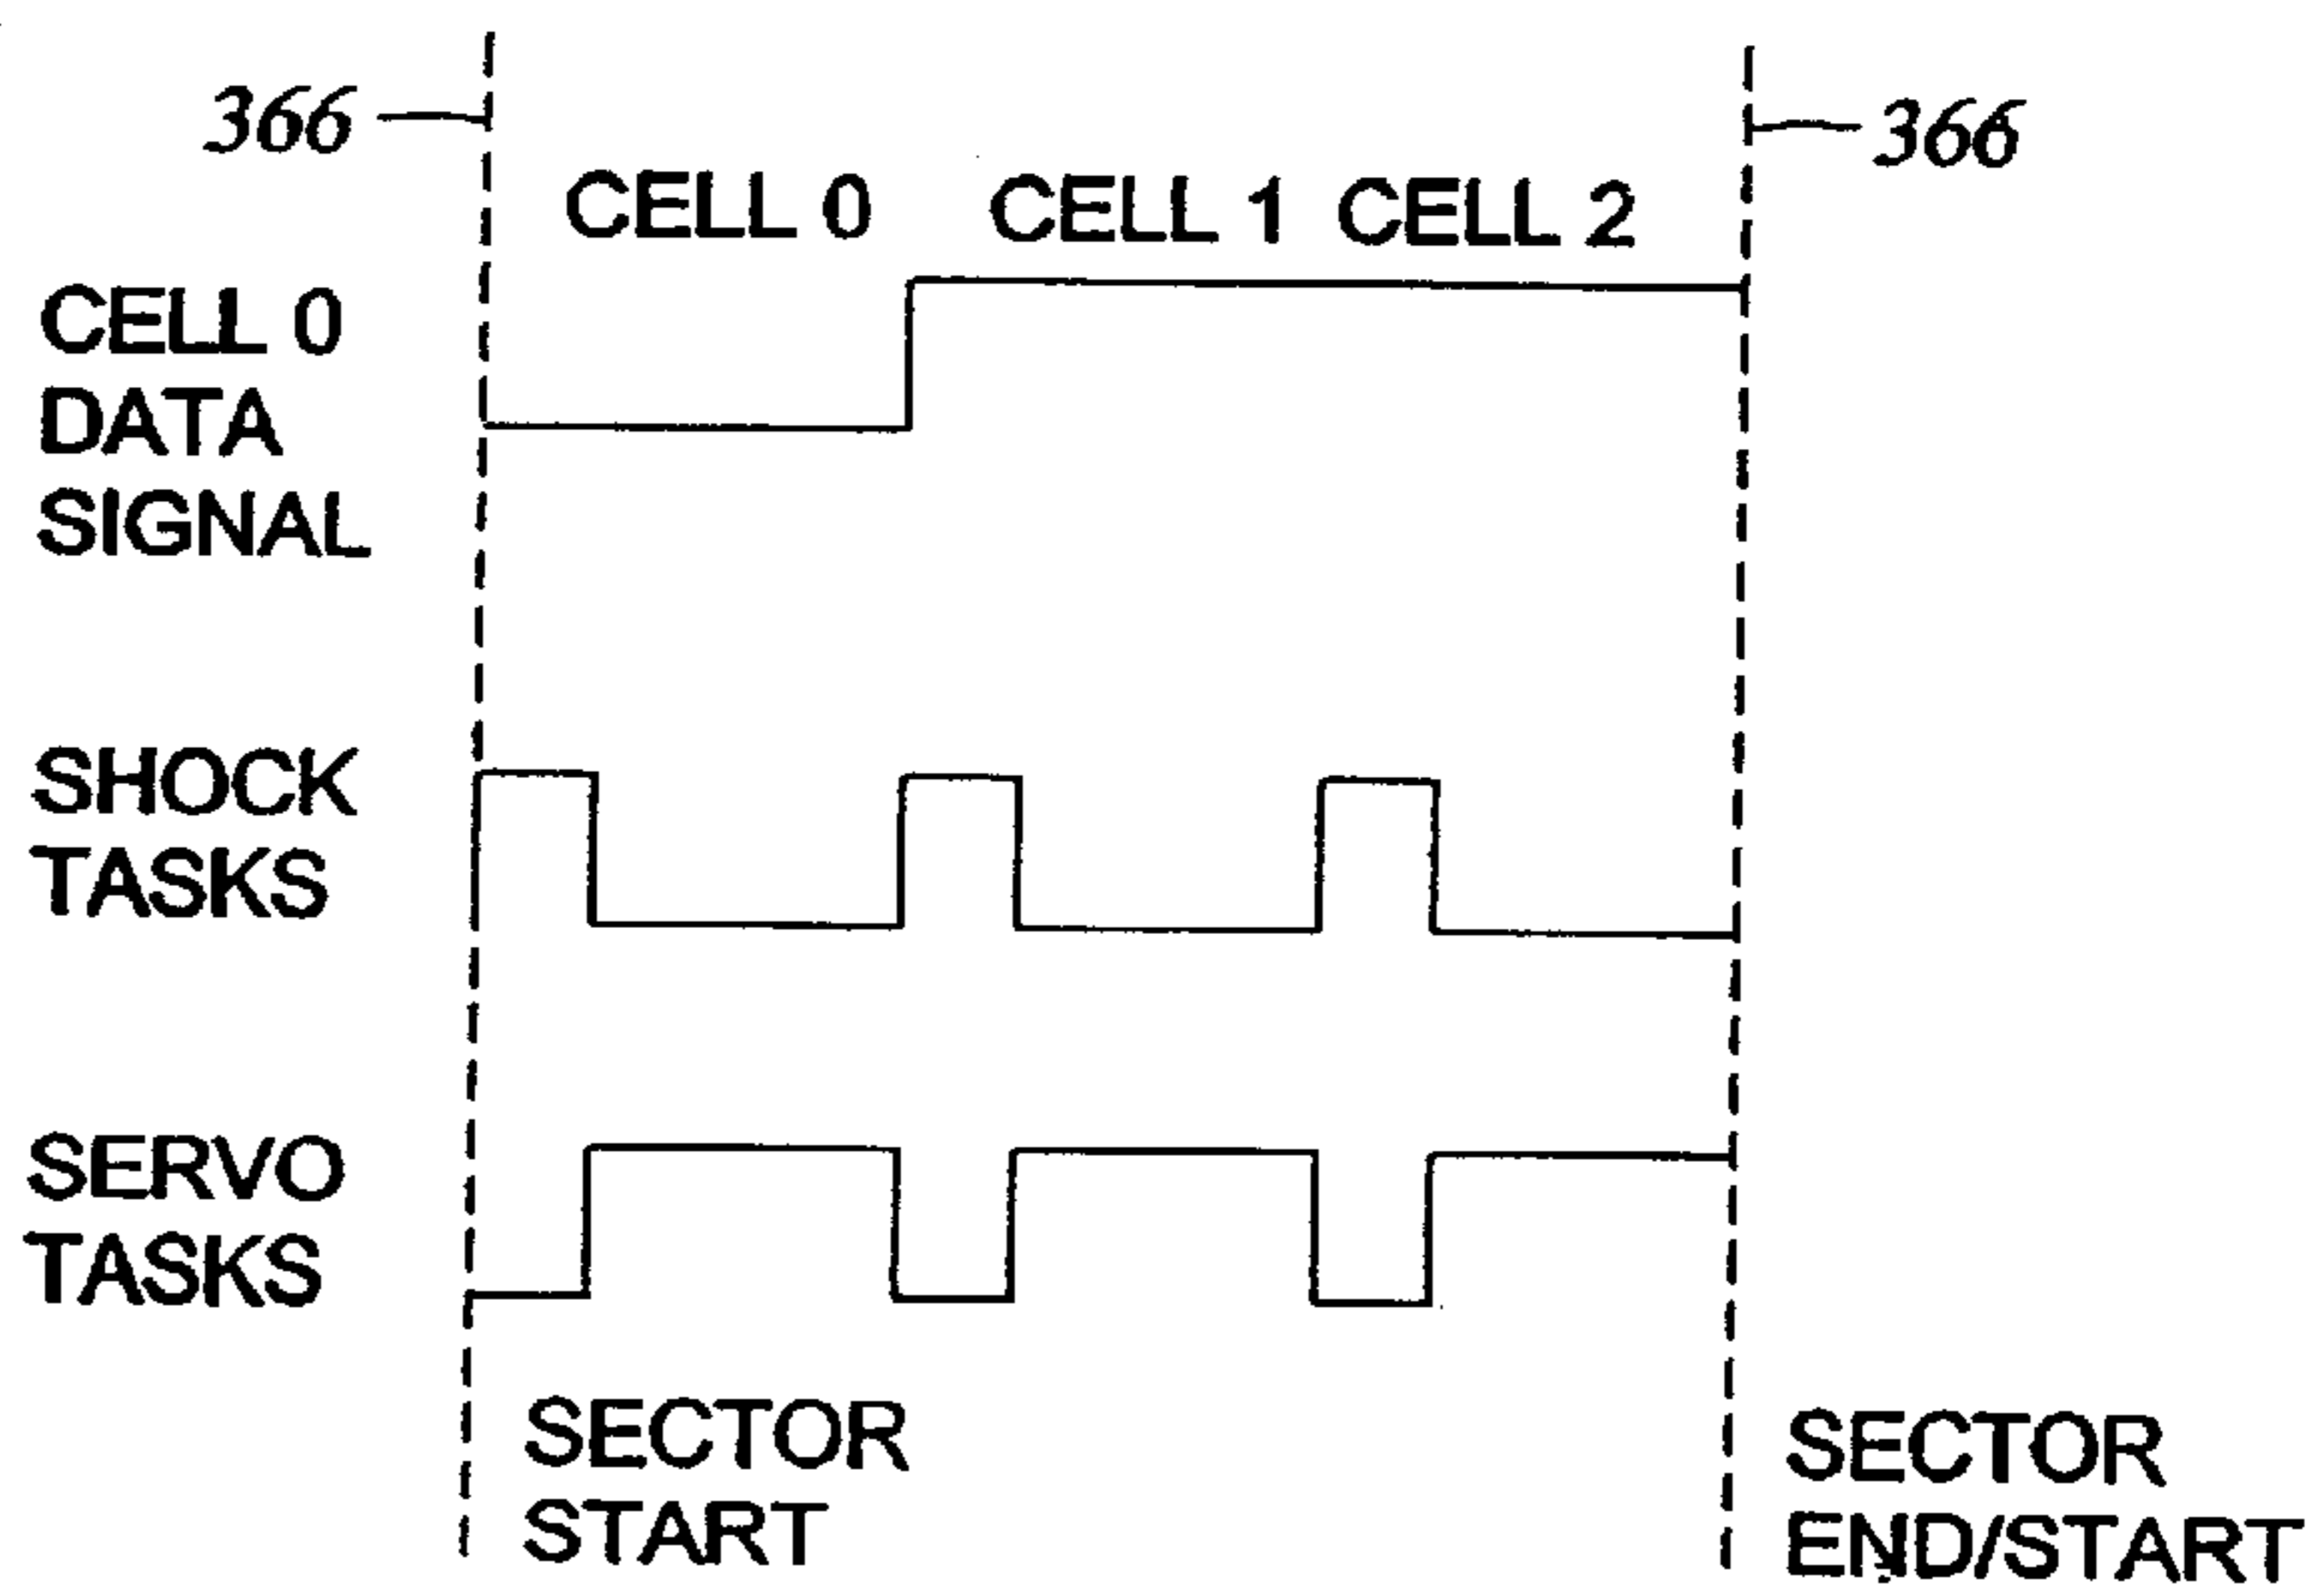 366
366
CELL 0 CELL 1 CELL 2
CELL 0
DATA
SIGNAL
SHOCK
TASKS
SERVO
TASKS
SECTOR
START
SECTOR
END/START